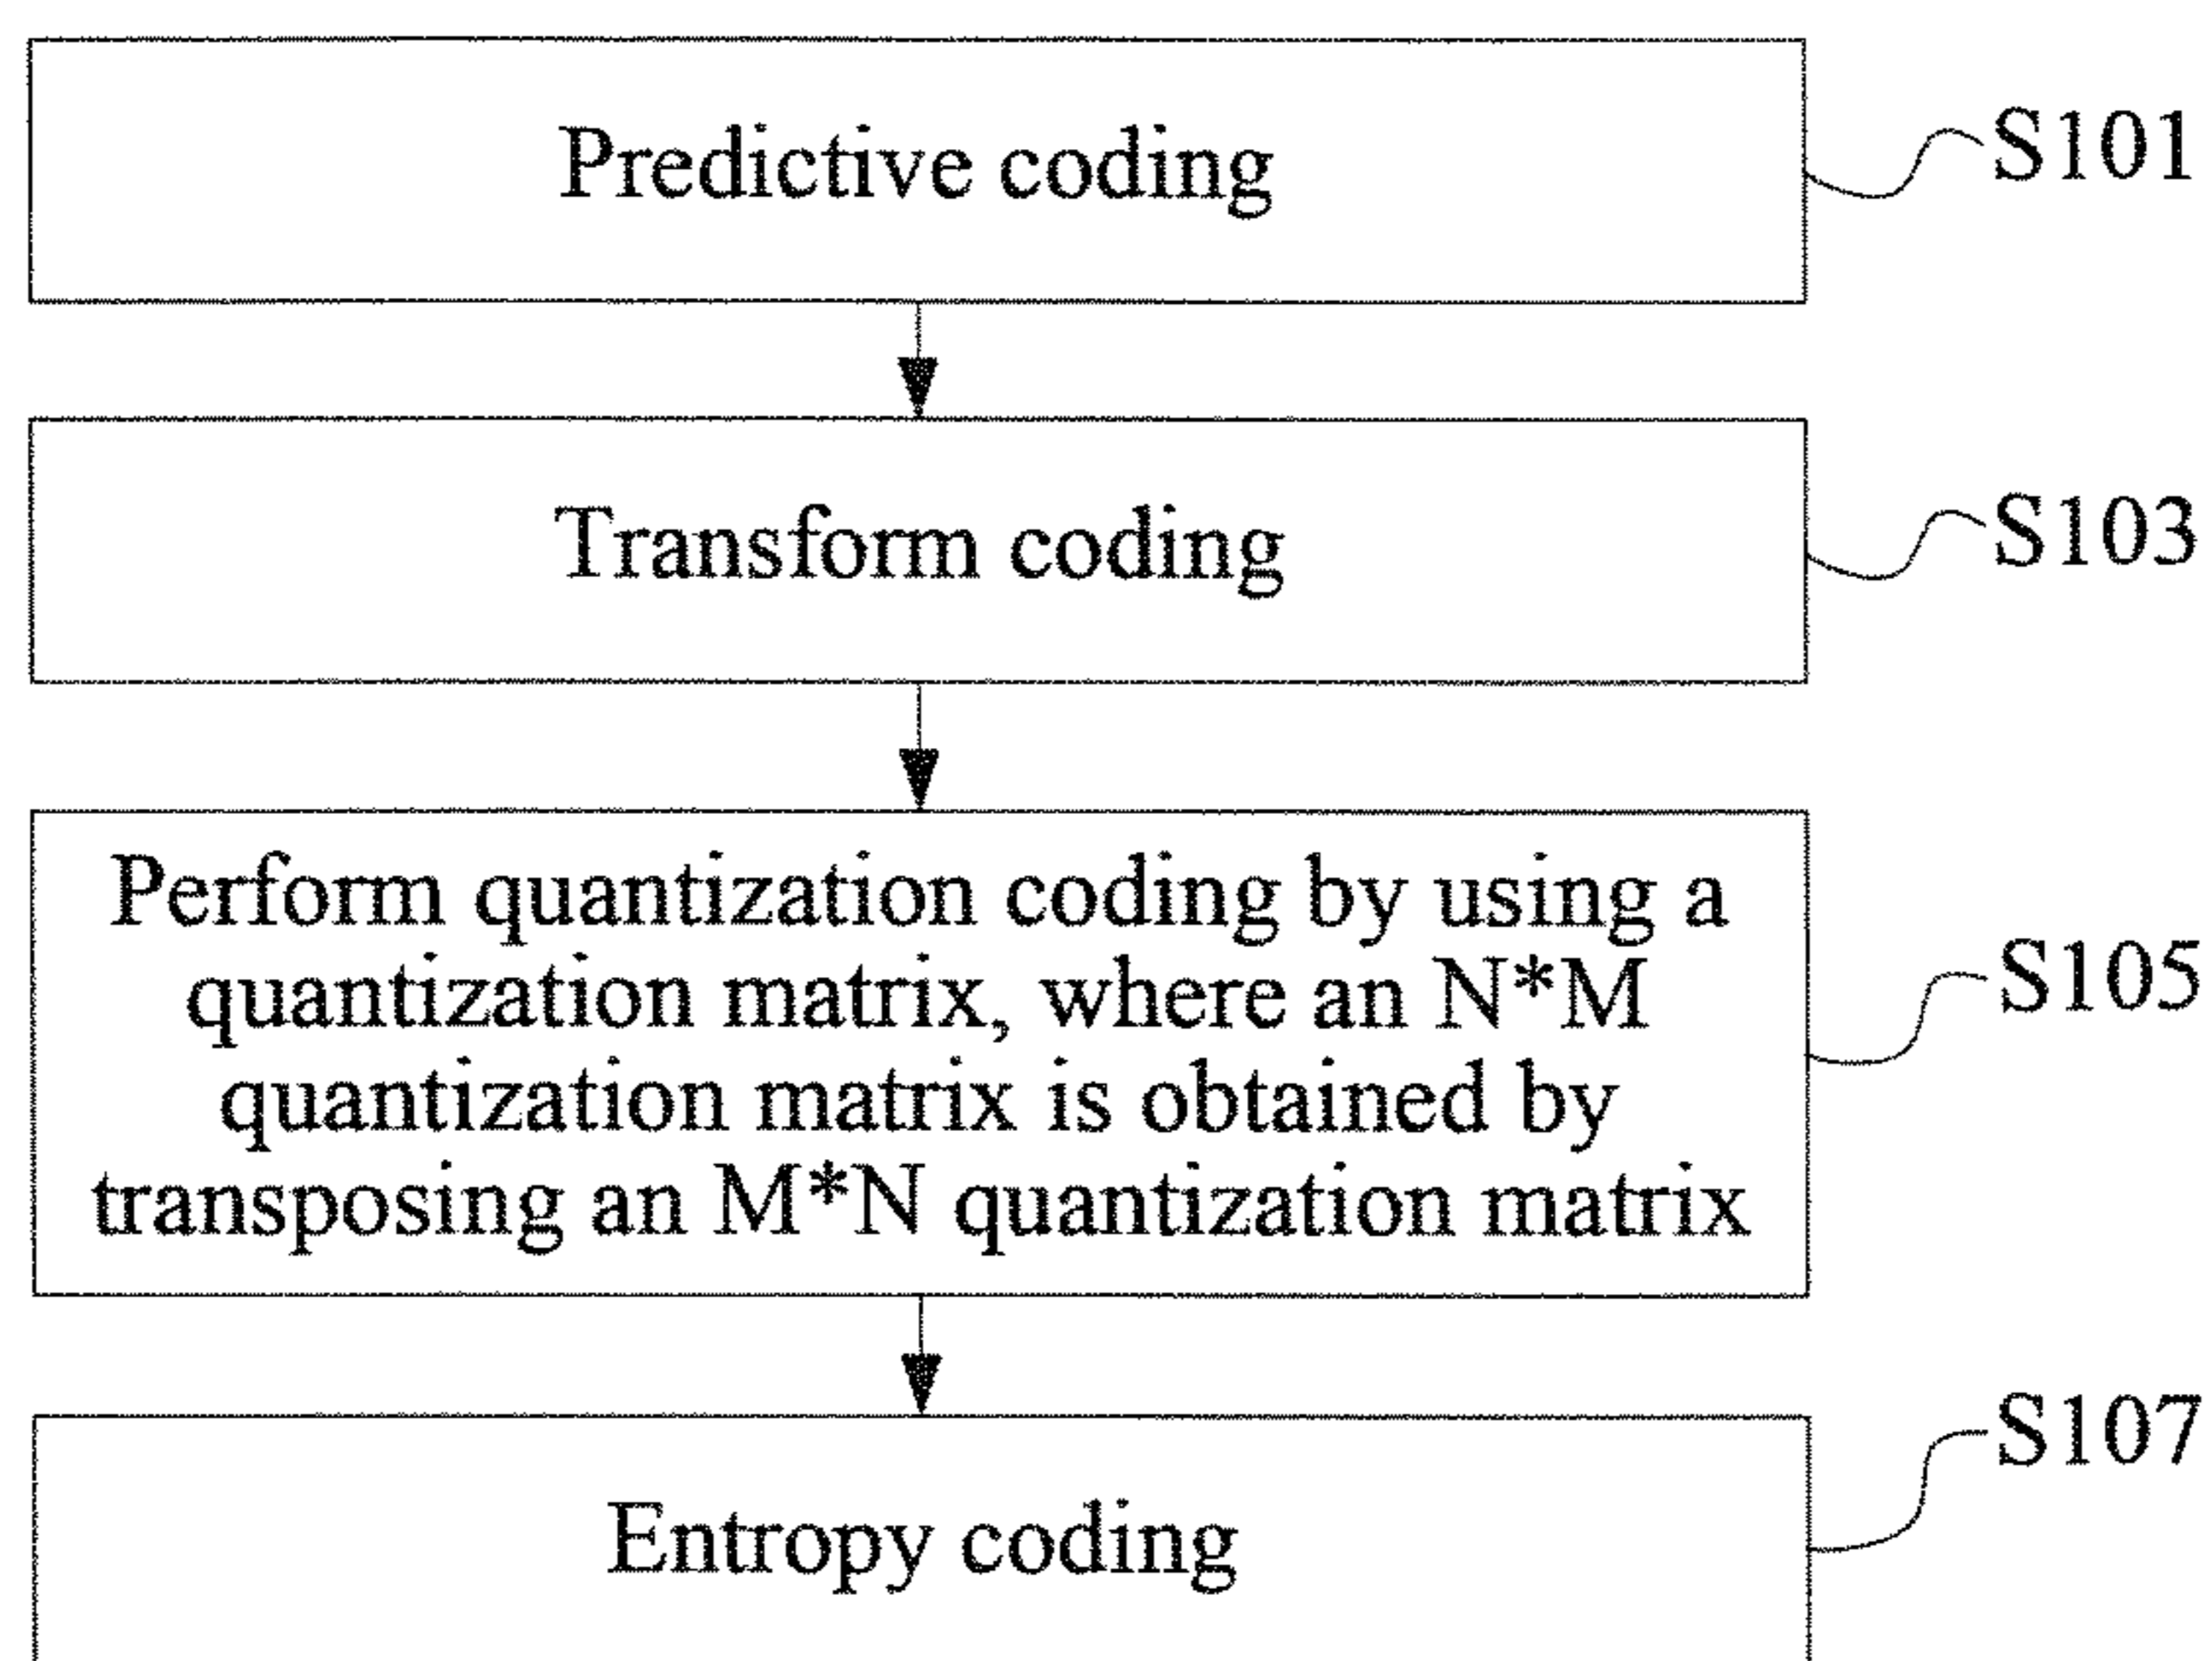 Predictive coding
S101
Transform coding
S103
Perform quantization coding by using a
quantization matrix, where an N*M
quantization matrix is obtained by
transposing an M*N quantization matrix
S105
Entropy coding
S107